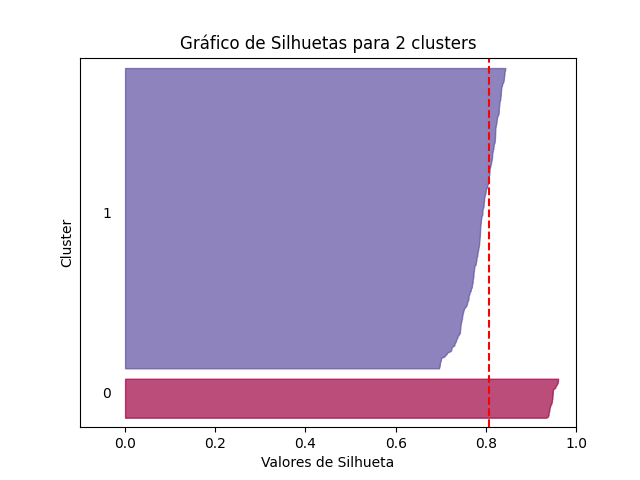 Gráfico de Silhuetas para 2 clusters
Cluster
1
0
0.0 0.2 0.4 0.6 0.8 1.0
Valores de Silhueta